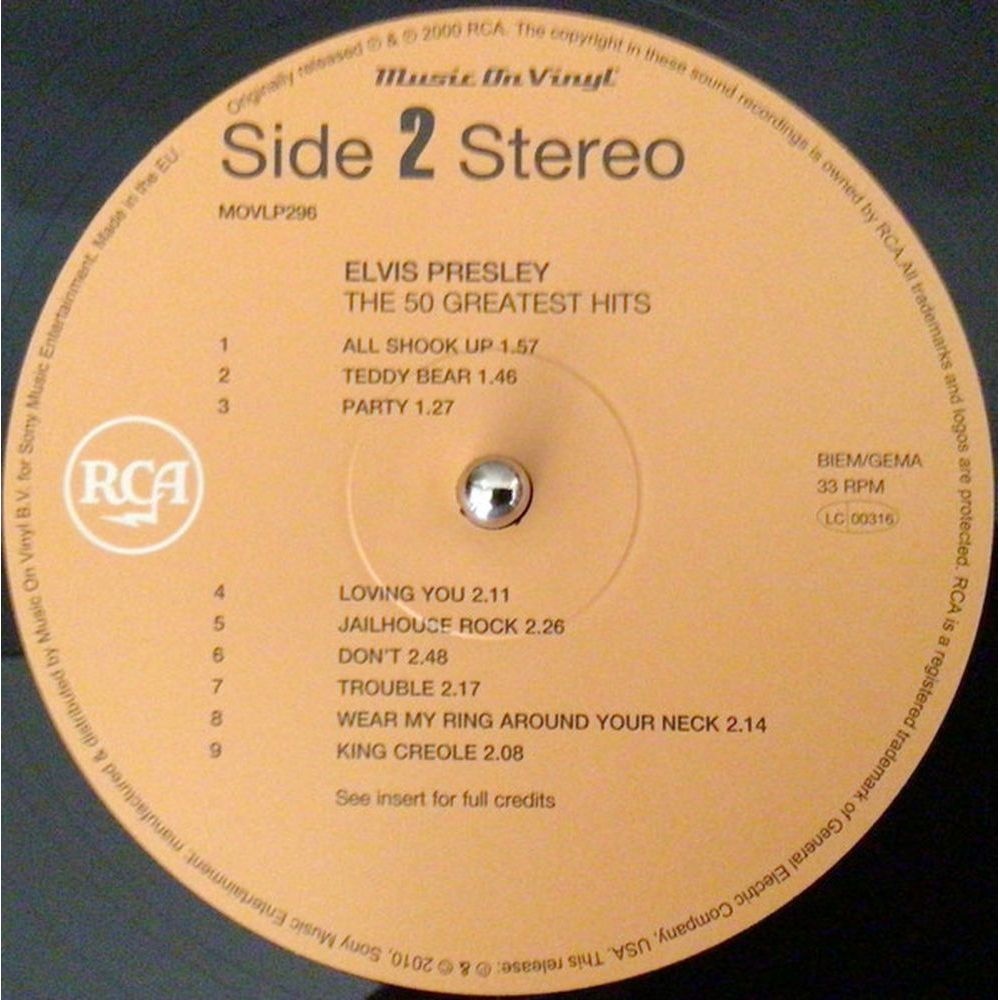 Originally released ℗ & © 2000 RCA. The copyright in these sound recordings is owned by RCA. All trademarks and logos are protected. RCA is a registered trademark of General Electric Company, USA. This release: ℗ & © 2010, Sony Music Entertainment. manufactured & distributed by Music On Vinyl B.V. for Sony Music Entertainment. Made in the EU.
Music On Vinyl
Side 2 Stereo
MOVLP296
ELVIS PRESLEY
THE 50 GREATEST HITS
1 ALL SHOOK UP 1.57
2 TEDDY BEAR 1.46
3 PARTY 1.27
RCA
BIEM/GEMA
33 RPM
LC 00316
4 LOVING YOU 2.11
5 JAILHOUSE ROCK 2.26
6 DON'T 2.48
7 TROUBLE 2.17
8 WEAR MY RING AROUND YOUR NECK 2.14
9 KING CREOLE 2.08
See insert for full credits